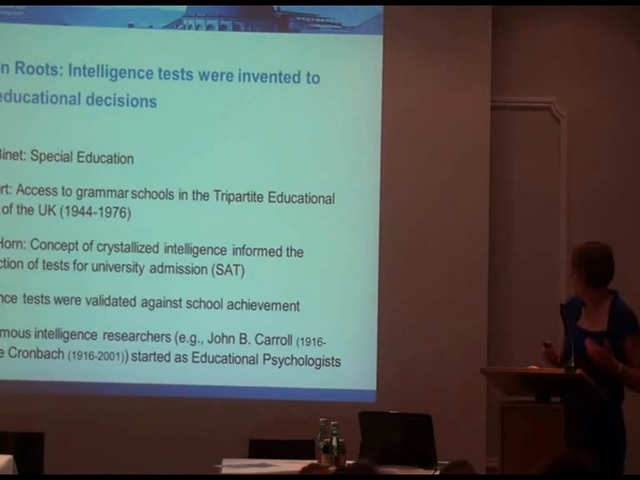 n Roots: Intelligence tests were invented to
educational decisions
inet: Special Education
rt: Access to grammar schools in the Tripartite Educational
of the UK (1944-1976)
Horn: Concept of crystallized intelligence informed the
ction of tests for university admission (SAT)
nce tests were validated against school achievement
mous intelligence researchers (e.g., John B. Carroll (1916-
e Cronbach (1916-2001)) started as Educational Psychologists